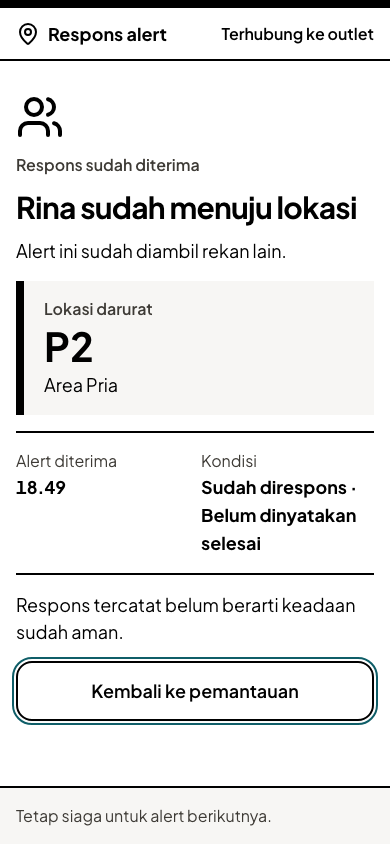 Respons alert
Terhubung ke outlet
Respons sudah diterima
Rina sudah menuju lokasi
Alert ini sudah diambil rekan lain.
Lokasi darurat
P2
Area Pria
Alert diterima
18.49
Kondisi
Sudah direspons ·
Belum dinyatakan
selesai
Respons tercatat belum berarti keadaan
sudah aman.
Kembali ke pemantauan
Tetap siaga untuk alert berikutnya.